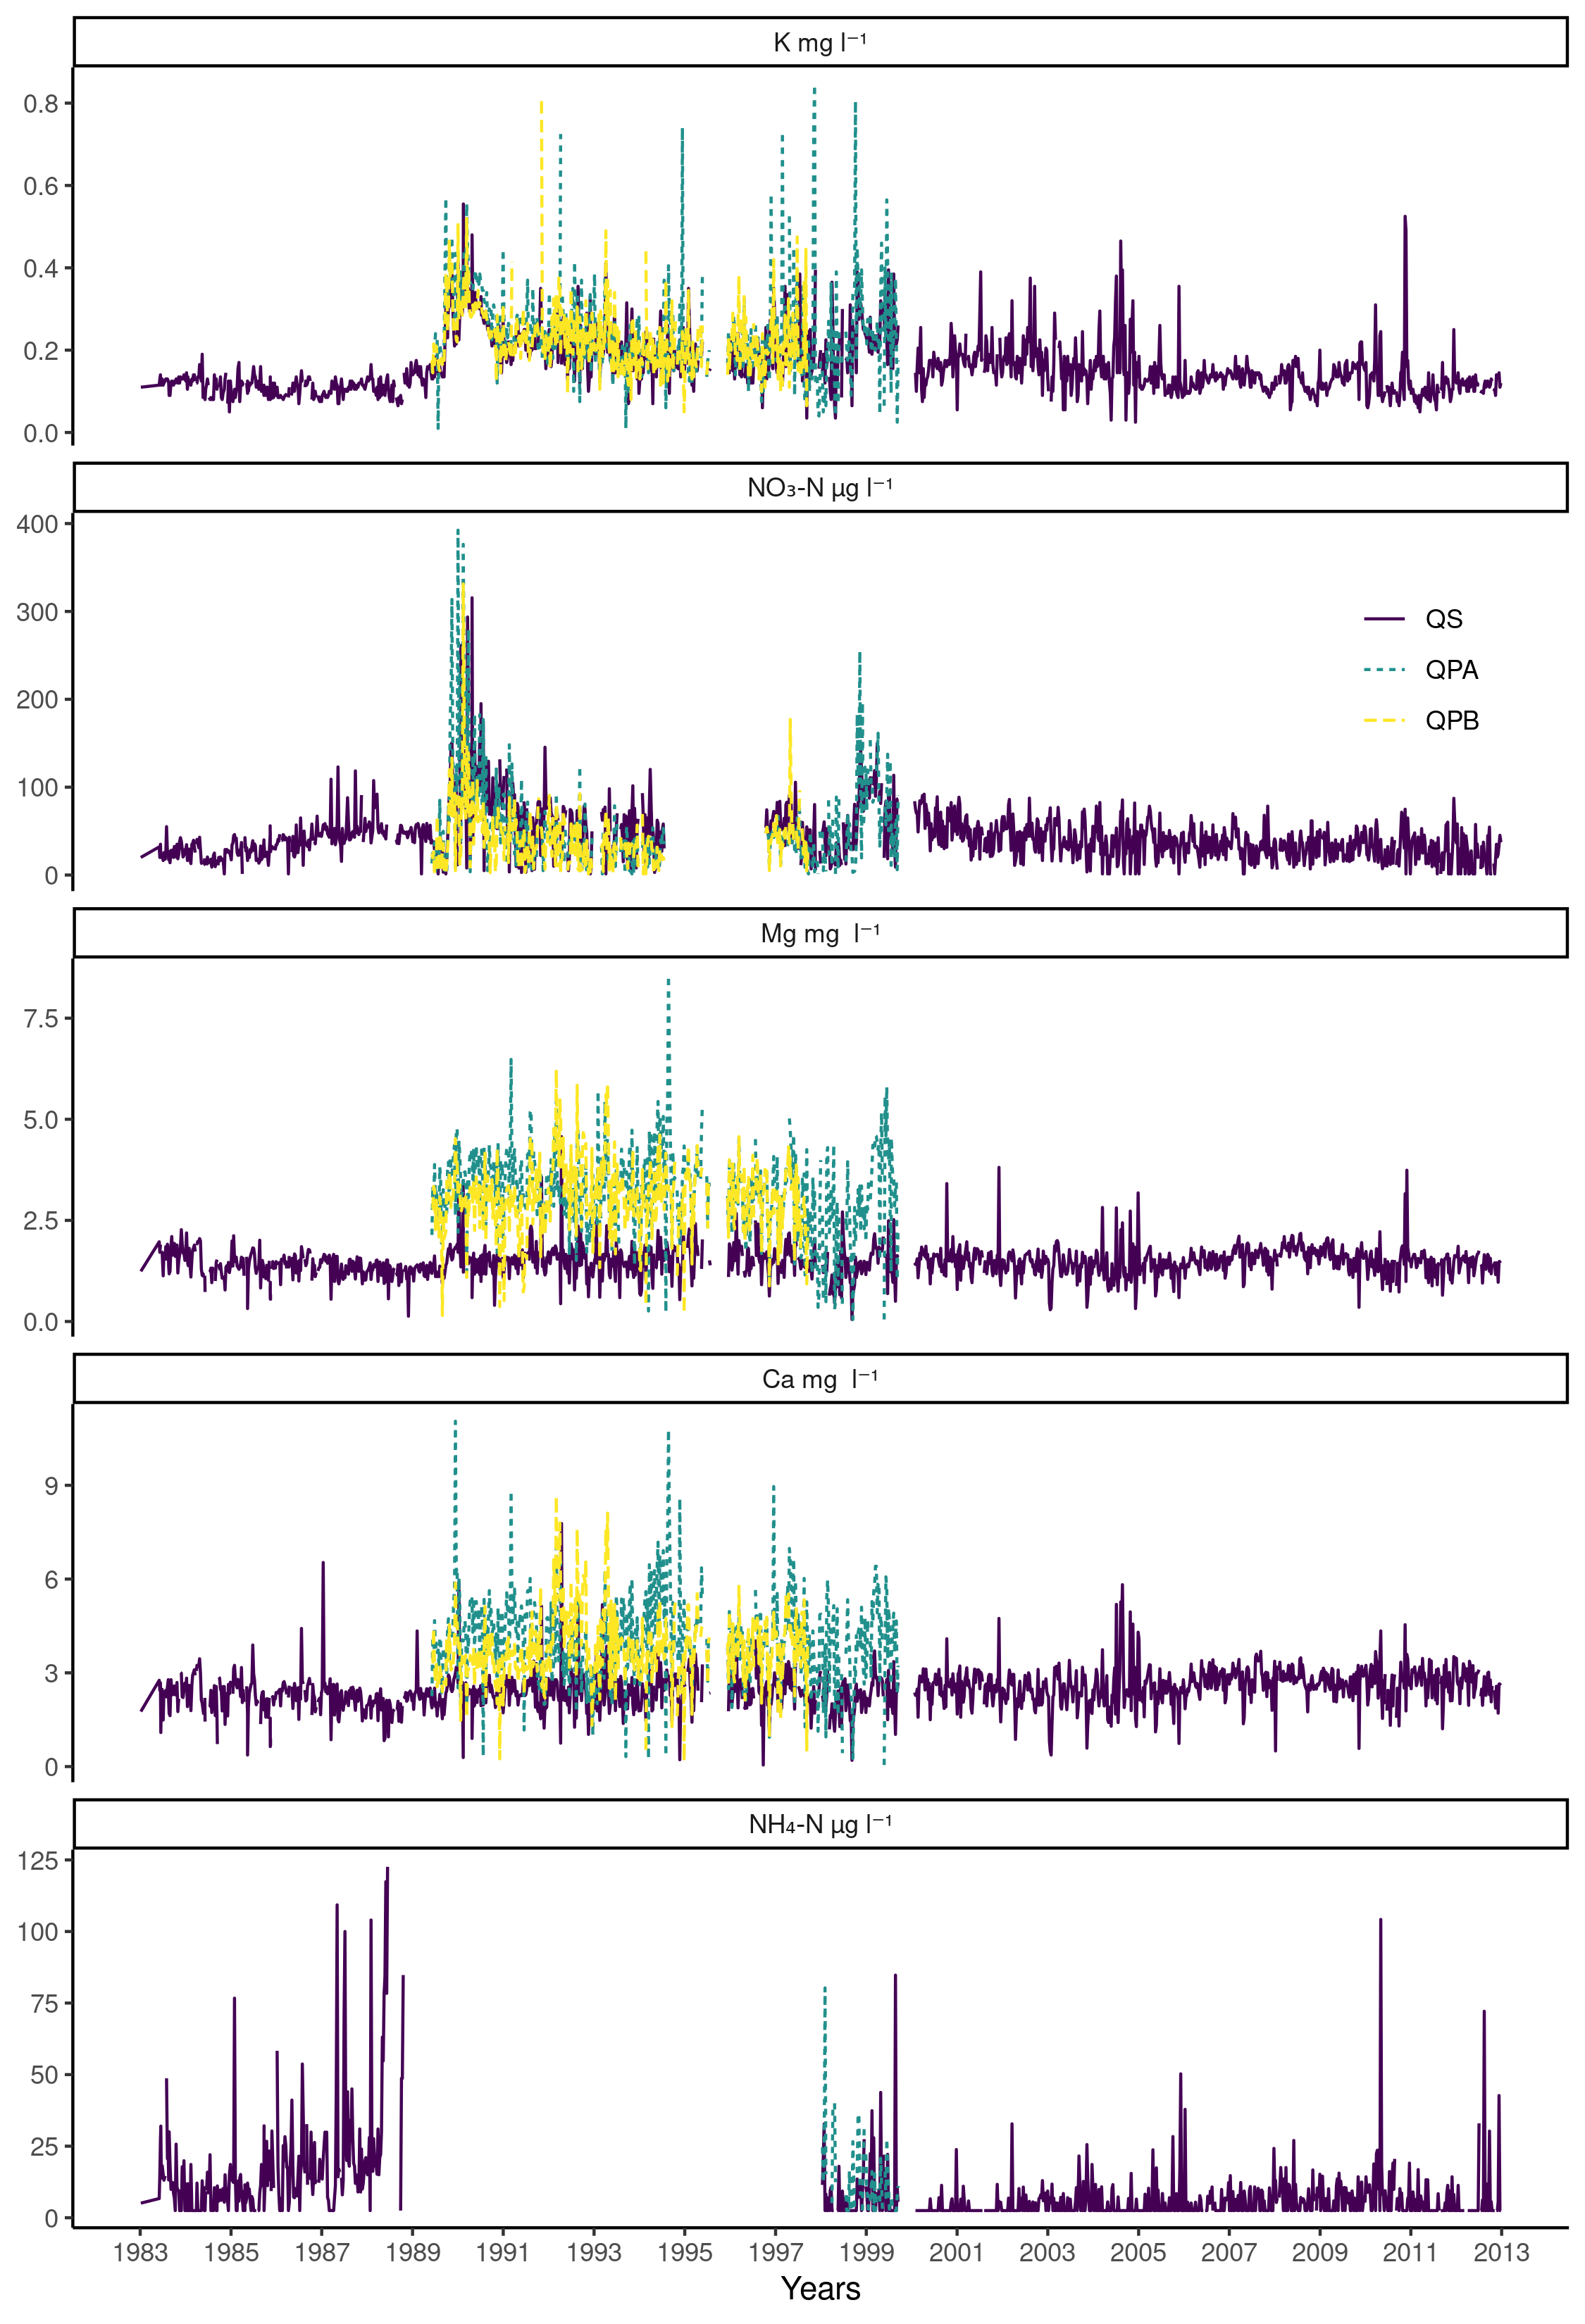 K mg l⁻¹
0.8
0.6
0.4
0.2
0.0
NO₃-N µg l⁻¹
400
300
200
100
0
QS
QPA
QPB
Mg mg  l⁻¹
7.5
5.0
2.5
0.0
Ca mg  l⁻¹
9
6
3
0
NH₄-N µg l⁻¹
125
100
75
50
25
0
1983 1985 1987 1989 1991 1993 1995 1997 1999 2001 2003 2005 2007 2009 2011 2013
Years